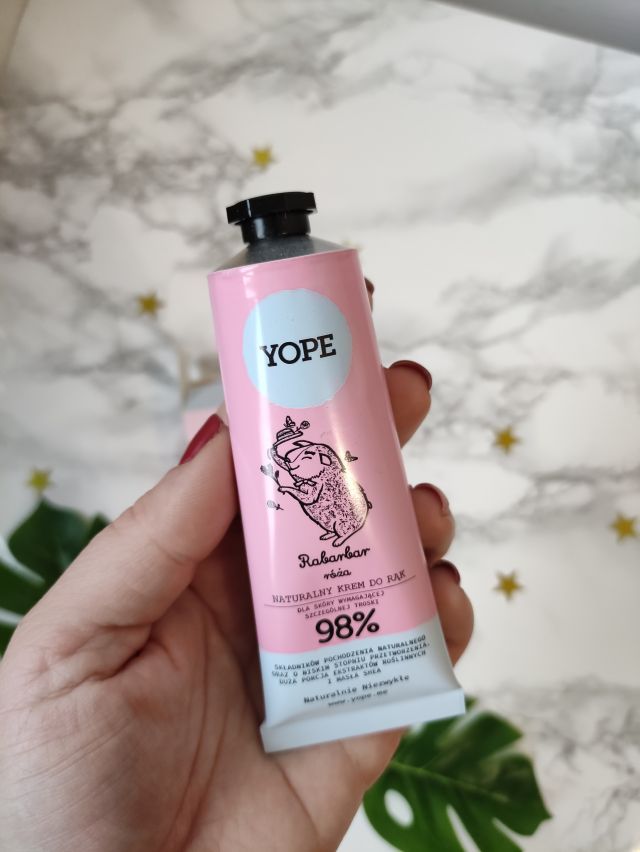 YOPE
Rabarbar
róża
NATURALNY KREM DO RĄK
DLA SKÓRY WYMAGAJĄCEJ
SZCZEGÓLNEJ TROSKI
98%
SKŁADNIKÓW POCHODZENIA NATURALNEGO
ORAZ O NISKIM STOPNIU PRZETWORZENIA.
DUŻA PORCJA EKSTRAKTÓW ROŚLINNYCH
I MASŁA SHEA
Naturalnie Niezwykłe
www.yope.me